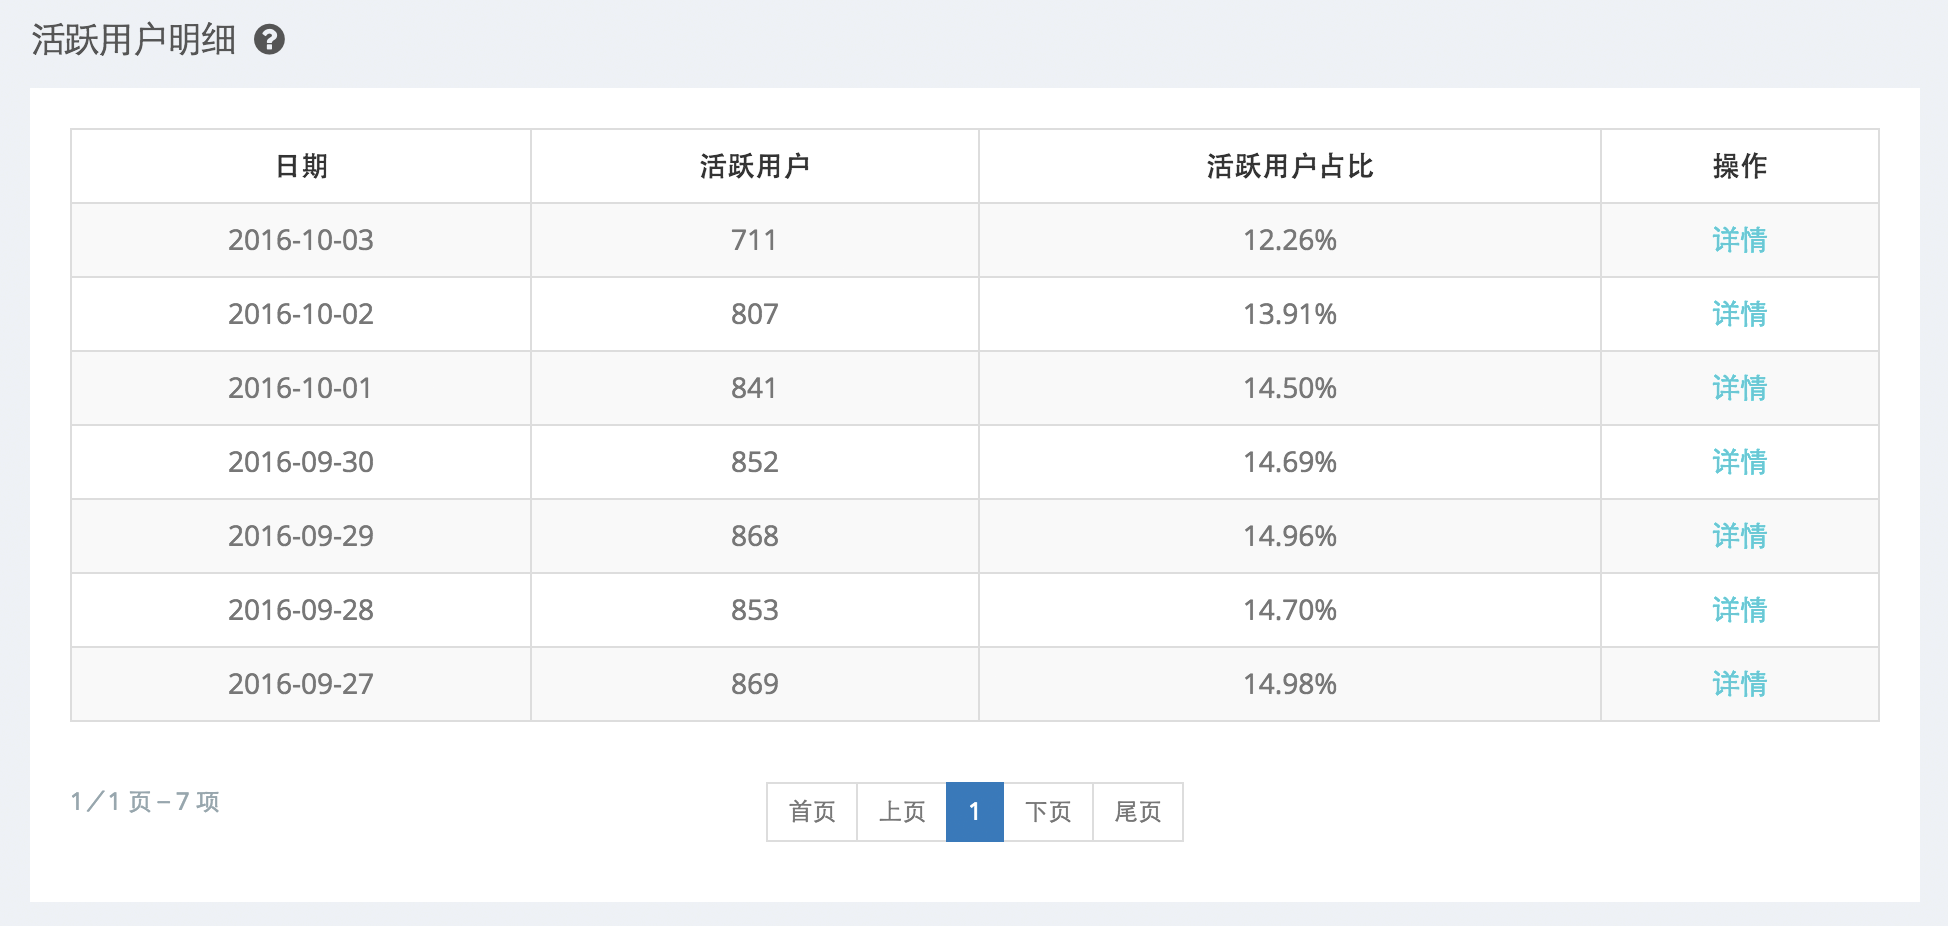 活跃用户明细 ?
日期 活跃用户 活跃用户占比 操作
2016-10-03 711 12.26% 详情
2016-10-02 807 13.91% 详情
2016-10-01 841 14.50% 详情
2016-09-30 852 14.69% 详情
2016-09-29 868 14.96% 详情
2016-09-28 853 14.70% 详情
2016-09-27 869 14.98% 详情
1／1 页 – 7 项 首页 上页 1 下页 尾页